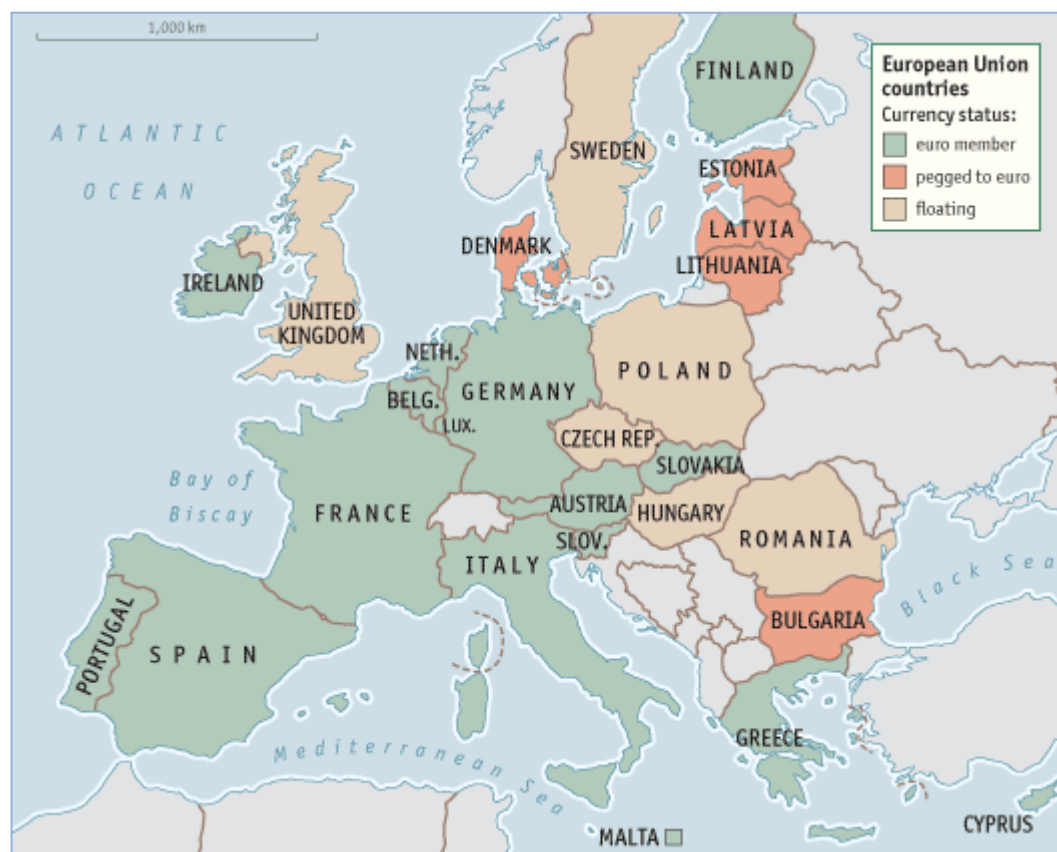 1,000 km
European Union
countries
Currency status:
euro member
pegged to euro
floating
FINLAND
ATLANTIC
OCEAN
SWEDEN
ESTONIA
LATVIA
DENMARK
LITHUANIA
IRELAND
UNITED
KINGDOM
NETH.
POLAND
BELG.
GERMANY
LUX.
CZECH REP.
SLOVAKIA
Bay of
Biscay
FRANCE
AUSTRIA
HUNGARY
SLOV.
ROMANIA
ITALY
Black Sea
BULGARIA
PORTUGAL
SPAIN
GREECE
Mediterranean Sea
CYPRUS
MALTA